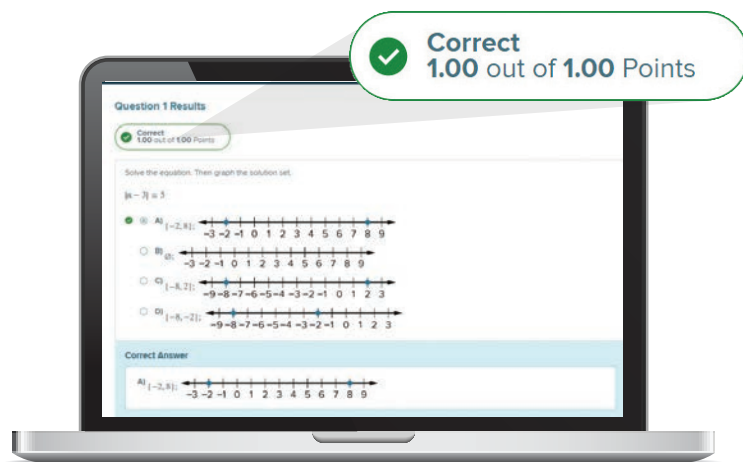 Correct
1.00 out of 1.00 Points
Question 1 Results
Correct
1.00 out of 1.00 Points
Solve the equation. Then graph the solution set.
|n − 3| = 5
A) {−2, 8};
-3 -2 -1 0 1 2 3 4 5 6 7 8 9
B) ∅;
-3 -2 -1 0 1 2 3 4 5 6 7 8 9
C) {−8, 2};
-9 -8 -7 -6 -5 -4 -3 -2 -1 0 1 2 3
D) {−8, −2};
-9 -8 -7 -6 -5 -4 -3 -2 -1 0 1 2 3
Correct Answer
A) {−2, 8};
-3 -2 -1 0 1 2 3 4 5 6 7 8 9